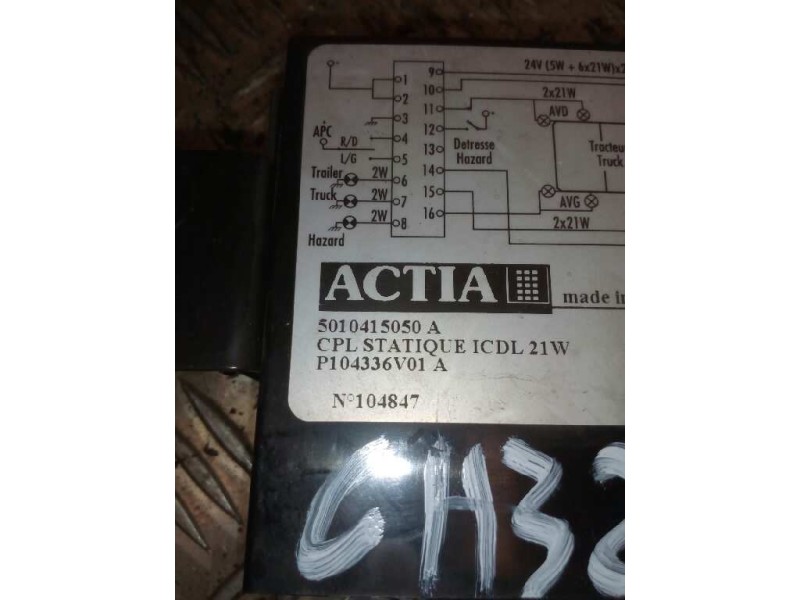 24V (5W + 6x21W)x2
1
2
3
4
5
6
7
8
9
10
11
12
13
14
15
16
APC
R/D
L/G
Trailer 2W
Truck 2W
2W
Hazard
2x21W
AVD
Detresse
Hazard
Tracteu
Truck
AVG
2x21W
ACTIA
made in
5010415050 A
CPL STATIQUE ICDL 21W
P104336V01 A
N°104847
CH32